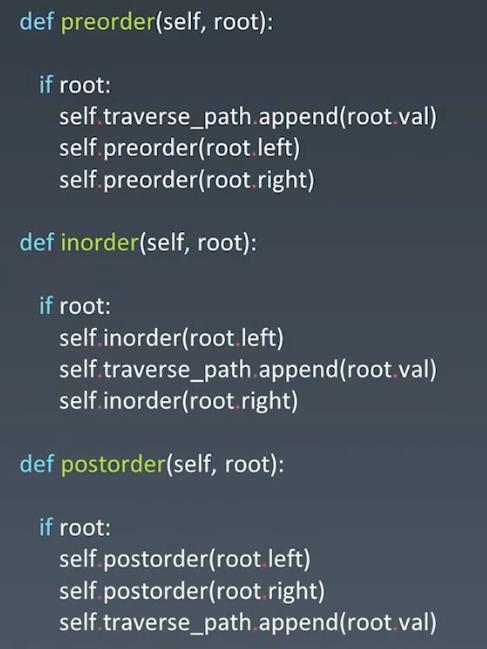 def preorder(self, root):
if root:
self.traverse_path.append(root.val)
self.preorder(root.left)
self.preorder(root.right)
def inorder(self, root):
if root:
self.inorder(root.left)
self.traverse_path.append(root.val)
self.inorder(root.right)
def postorder(self, root):
if root:
self.postorder(root.left)
self.postorder(root.right)
self.traverse_path.append(root.val)